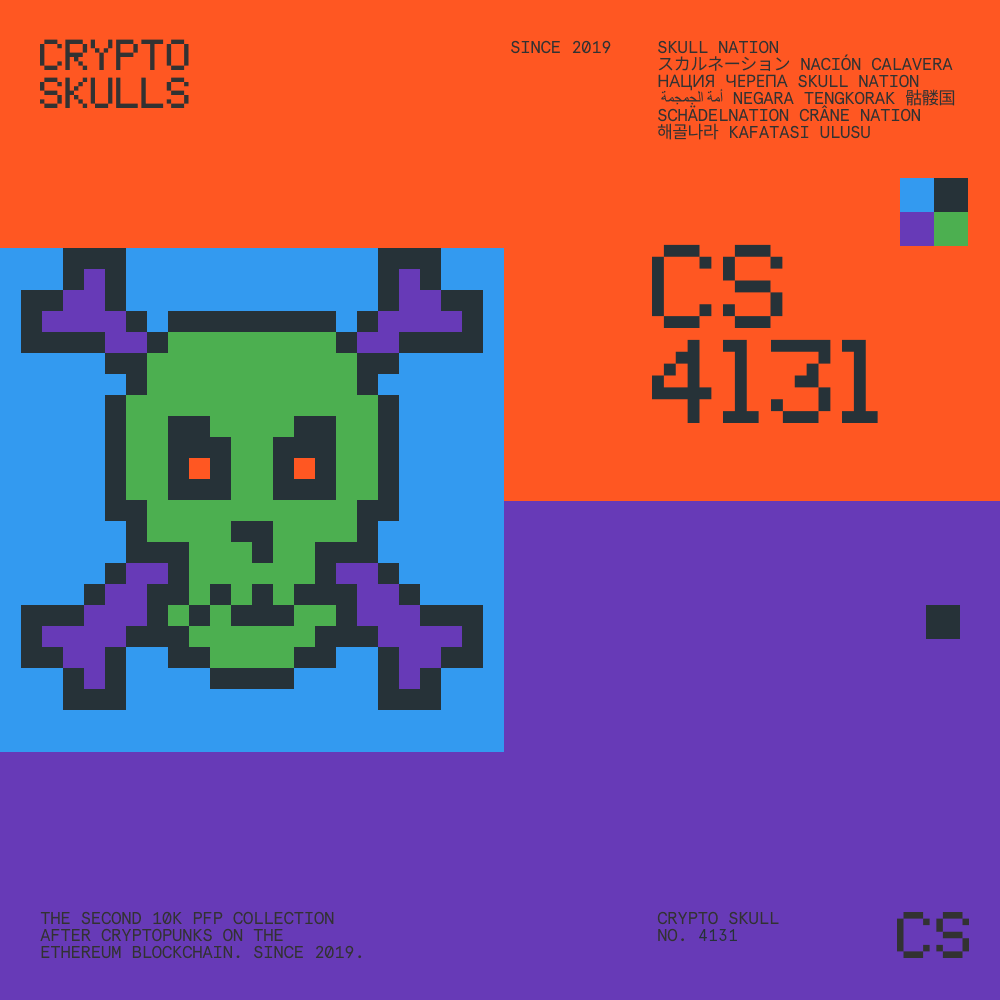 CRYPTO
SKULLS
SINCE 2019
SKULL NATION
スカルネーション NACIÓN CALAVERA
НАЦИЯ ЧЕРЕПА SKULL NATION
أمة الجمجمة NEGARA TENGKORAK 骷髅国
SCHÄDELNATION CRÂNE NATION
해골나라 KAFATASI ULUSU
CS
4131
THE SECOND 10K PFP COLLECTION
AFTER CRYPTOPUNKS ON THE
ETHEREUM BLOCKCHAIN. SINCE 2019.
CRYPTO SKULL
NO. 4131
CS